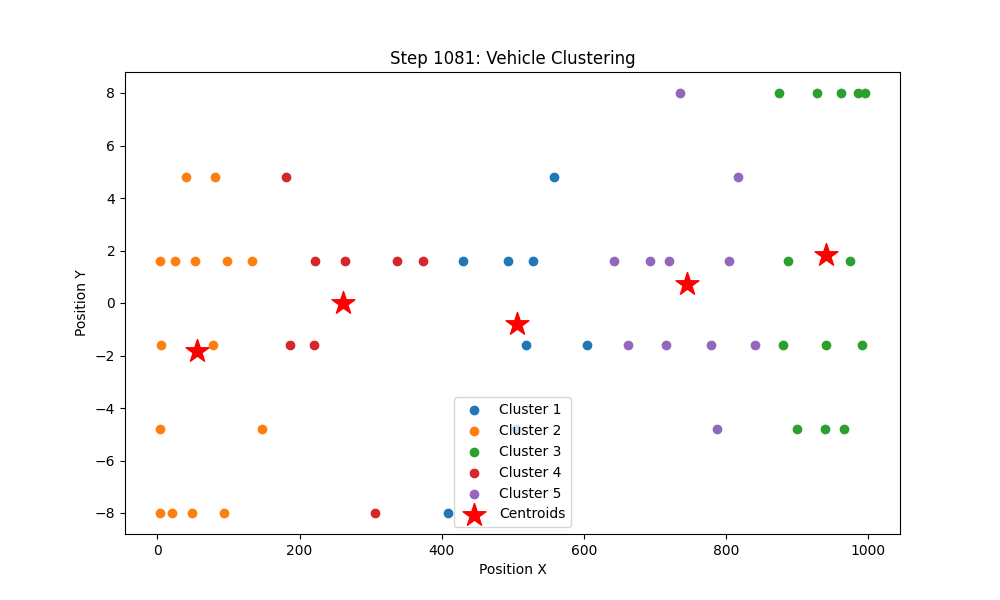 Step 1081: Vehicle Clustering
Position Y
8
6
4
2
0
−2
−4
−6
−8
Cluster 1
Cluster 2
Cluster 3
Cluster 4
Cluster 5
Centroids
0 200 400 600 800 1000
Position X